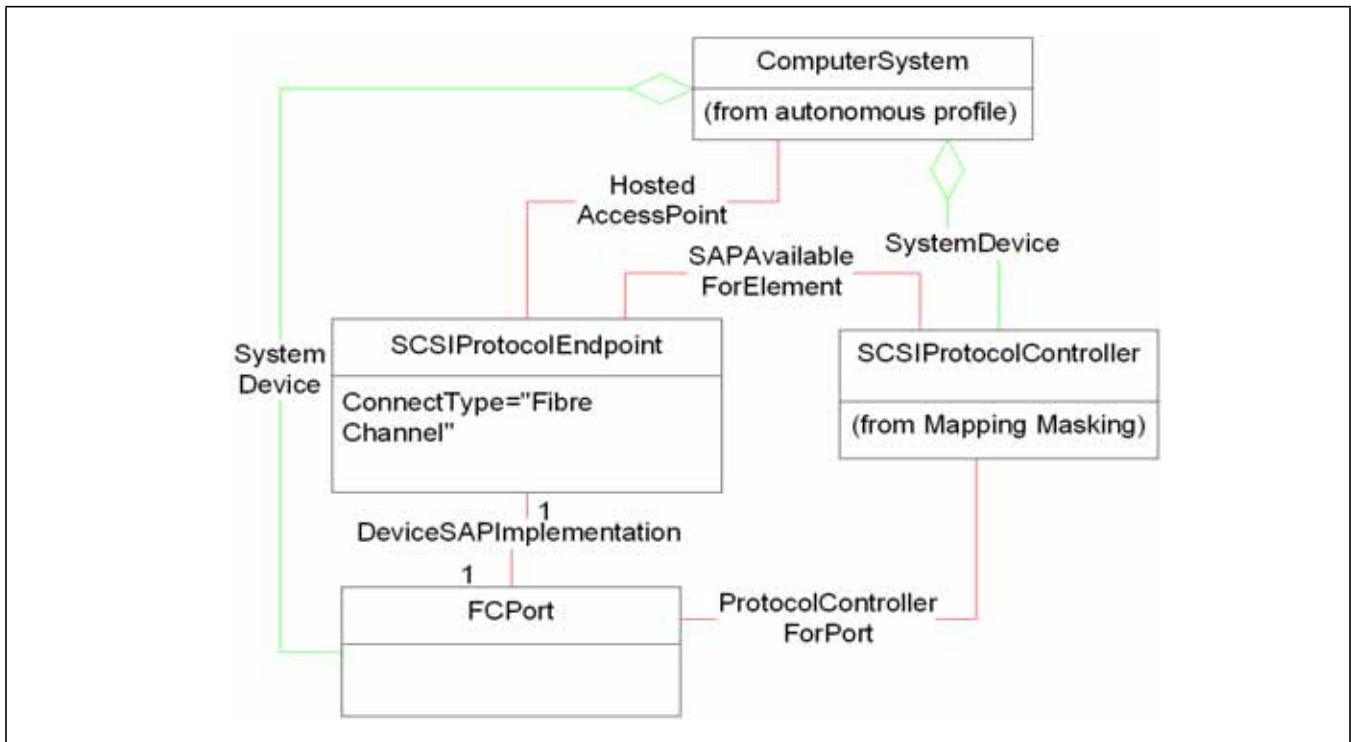 ComputerSystem
(from autonomous profile)
Hosted
AccessPoint
SystemDevice
SAPAvailable
ForElement
SCSIProtocolEndpoint
ConnectType="Fibre
Channel"
SCSIProtocolController
(from Mapping Masking)
System
Device
1
DeviceSAPImplementation
1
FCPort
ProtocolController
ForPort